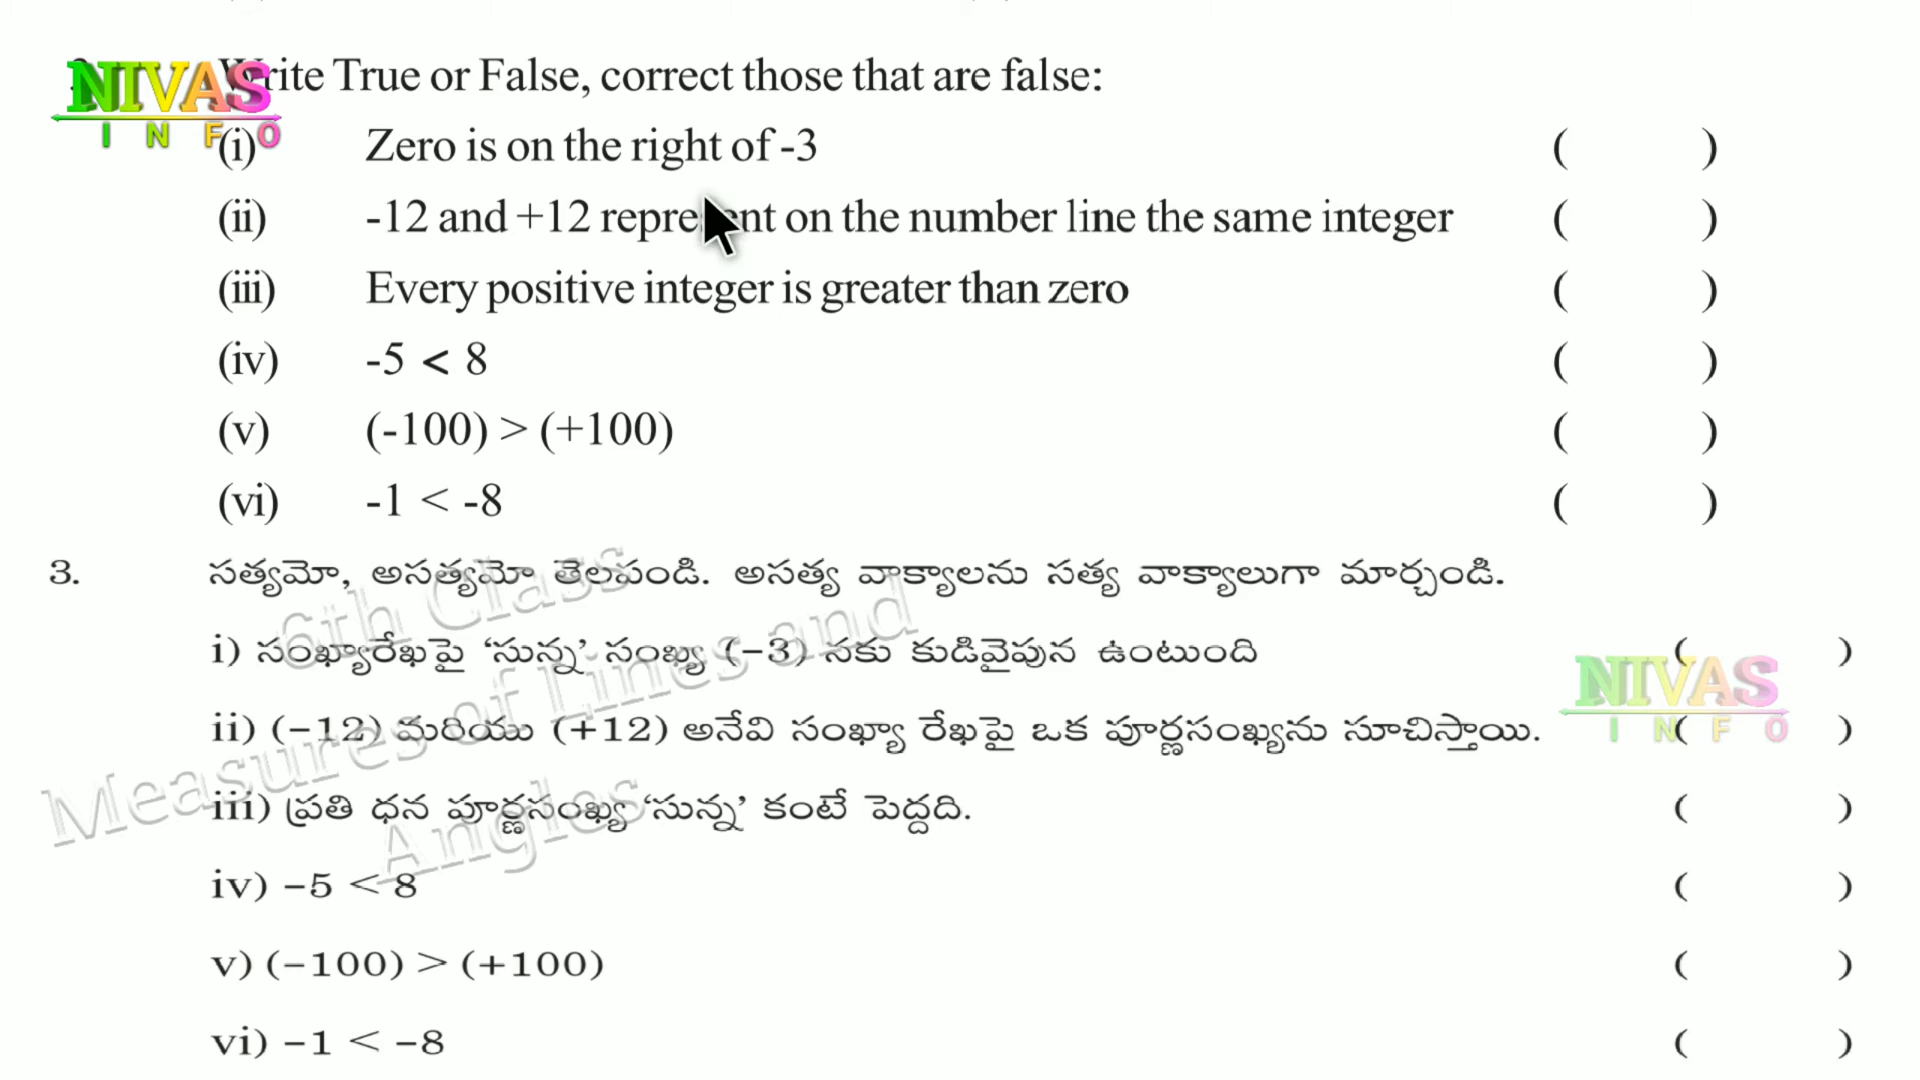 Write True or False, correct those that are false:
(i) Zero is on the right of -3 ( )
(ii) -12 and +12 represent on the number line the same integer ( )
(iii) Every positive integer is greater than zero ( )
(iv) -5 < 8 ( )
(v) (-100) > (+100) ( )
(vi) -1 < -8 ( )
3. సత్యమో, అసత్యమో తెలపండి. అసత్య వాక్యాలను సత్య వాక్యాలుగా మార్చండి.
i) సంఖ్యారేఖపై ‘సున్న’ సంఖ్య (−3) నకు కుడివైపున ఉంటుంది ( )
ii) (−12) మరియు (+12) అనేవి సంఖ్యా రేఖపై ఒక పూర్ణసంఖ్యను సూచిస్తాయి. ( )
iii) ప్రతి ధన పూర్ణసంఖ్య ‘సున్న’ కంటే పెద్దది. ( )
iv) −5 < 8 ( )
v) (−100) > (+100) ( )
vi) −1 < −8 ( )
NIVAS
INFO
6th Class
Measures of Lines and
Angles
NIVAS
INFO